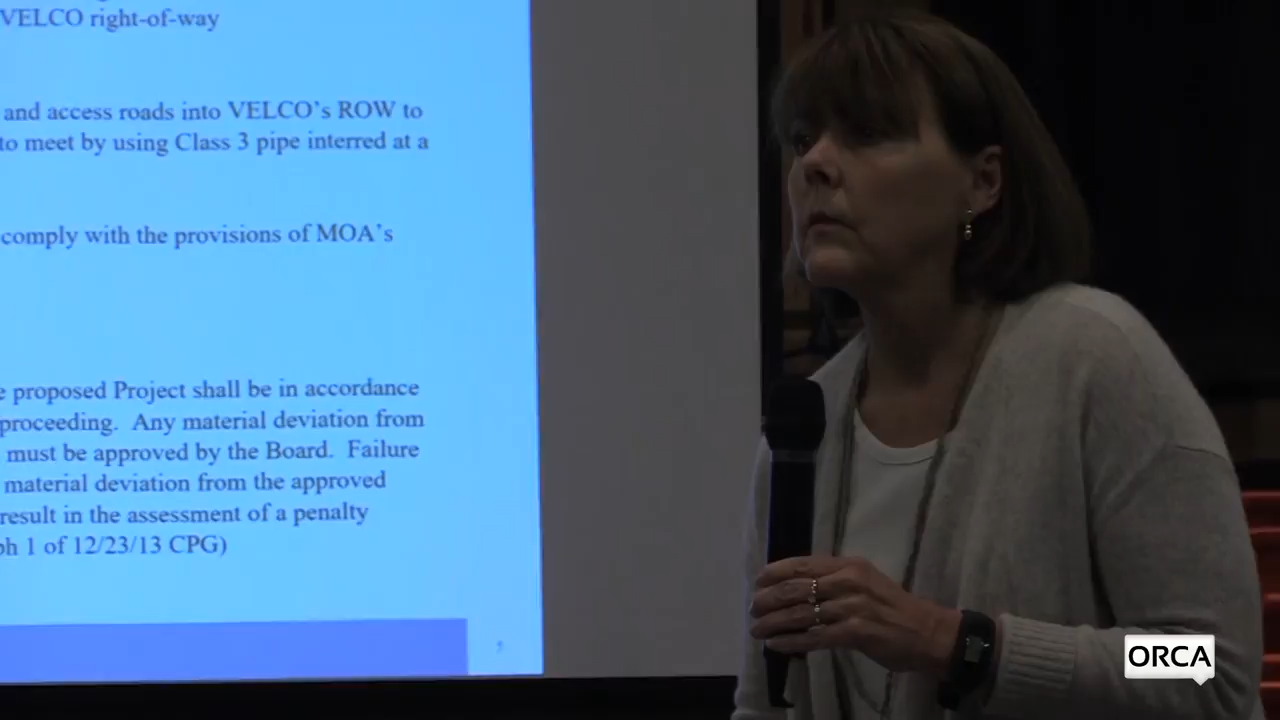 VELCO right-of-way
and access roads into VELCO's ROW to
to meet by using Class 3 pipe interred at a
comply with the provisions of MOA's
proposed Project shall be in accordance
proceeding. Any material deviation from
must be approved by the Board. Failure
material deviation from the approved
result in the assessment of a penalty
1 of 12/23/13 CPG)
ORCA